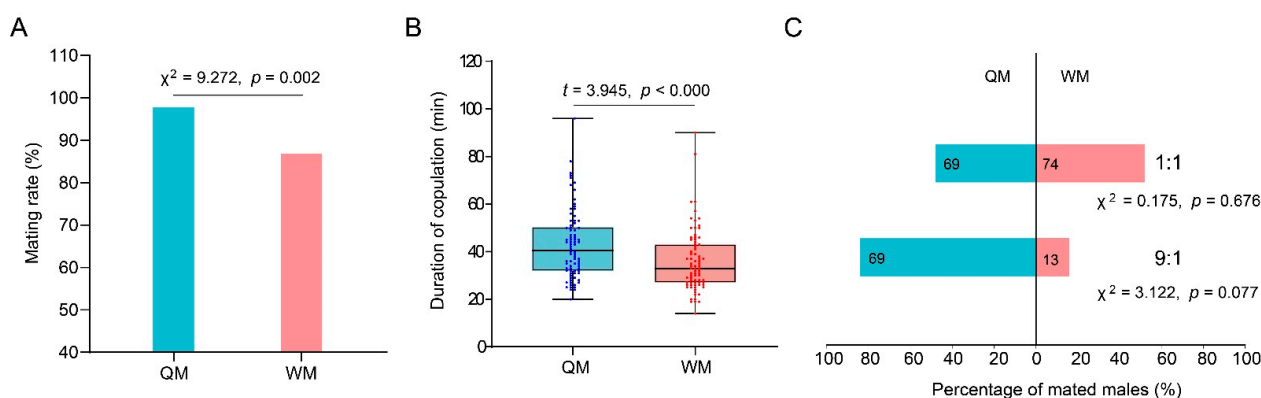 A
110
100
90
80
70
60
50
40
Mating rate (%)
χ² = 9.272, p = 0.002
QM
WM
B
120
100
80
60
40
20
0
Duration of copulation (min)
t = 3.945, p < 0.000
QM
WM
C
QM
WM
69
74
1:1
χ² = 0.175, p = 0.676
69
13
9:1
χ² = 3.122, p = 0.077
100 80 60 40 20 0 20 40 60 80 100
Percentage of mated males (%)